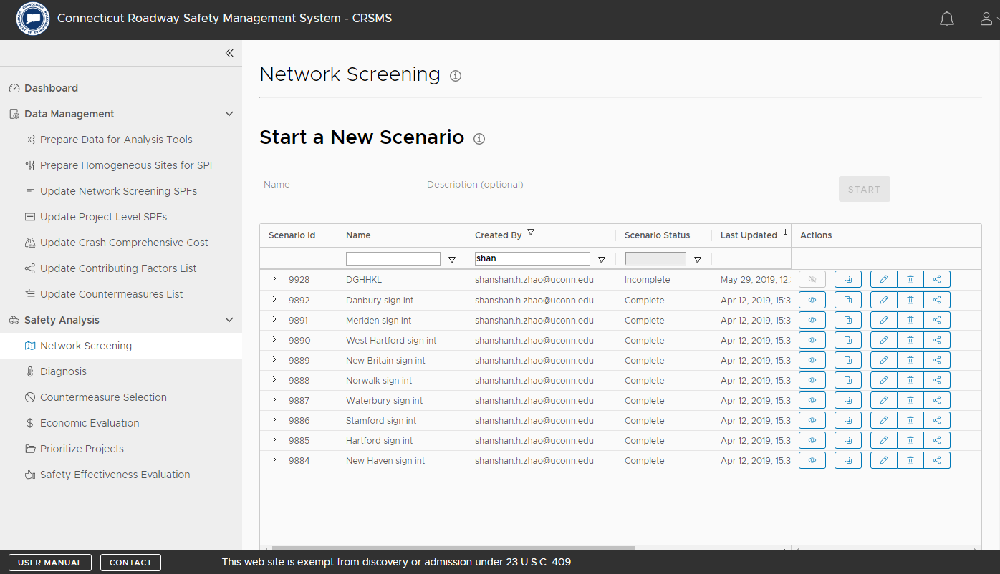 Connecticut Roadway Safety Management System - CRSMS
Dashboard
Data Management
Prepare Data for Analysis Tools
Prepare Homogeneous Sites for SPF
Update Network Screening SPFs
Update Project Level SPFs
Update Crash Comprehensive Cost
Update Contributing Factors List
Update Countermeasures List
Safety Analysis
Network Screening
Diagnosis
Countermeasure Selection
Economic Evaluation
Prioritize Projects
Safety Effectiveness Evaluation
Network Screening
Start a New Scenario
Name Description (optional) START
Scenario Id Name Created By Scenario Status Last Updated Actions
shan
9928 DGHHKL shanshan.h.zhao@uconn.edu Incomplete May 29, 2019, 12:
9892 Danbury sign int shanshan.h.zhao@uconn.edu Complete Apr 12, 2019, 15:3
9891 Meriden sign int shanshan.h.zhao@uconn.edu Complete Apr 12, 2019, 15:3
9890 West Hartford sign int shanshan.h.zhao@uconn.edu Complete Apr 12, 2019, 15:3
9889 New Britain sign int shanshan.h.zhao@uconn.edu Complete Apr 12, 2019, 15:3
9888 Norwalk sign int shanshan.h.zhao@uconn.edu Complete Apr 12, 2019, 15:3
9887 Waterbury sign int shanshan.h.zhao@uconn.edu Complete Apr 12, 2019, 15:3
9886 Stamford sign int shanshan.h.zhao@uconn.edu Complete Apr 12, 2019, 15:3
9885 Hartford sign int shanshan.h.zhao@uconn.edu Complete Apr 12, 2019, 15:3
9884 New Haven sign int shanshan.h.zhao@uconn.edu Complete Apr 12, 2019, 15:3
USER MANUAL CONTACT This web site is exempt from discovery or admission under 23 U.S.C. 409.